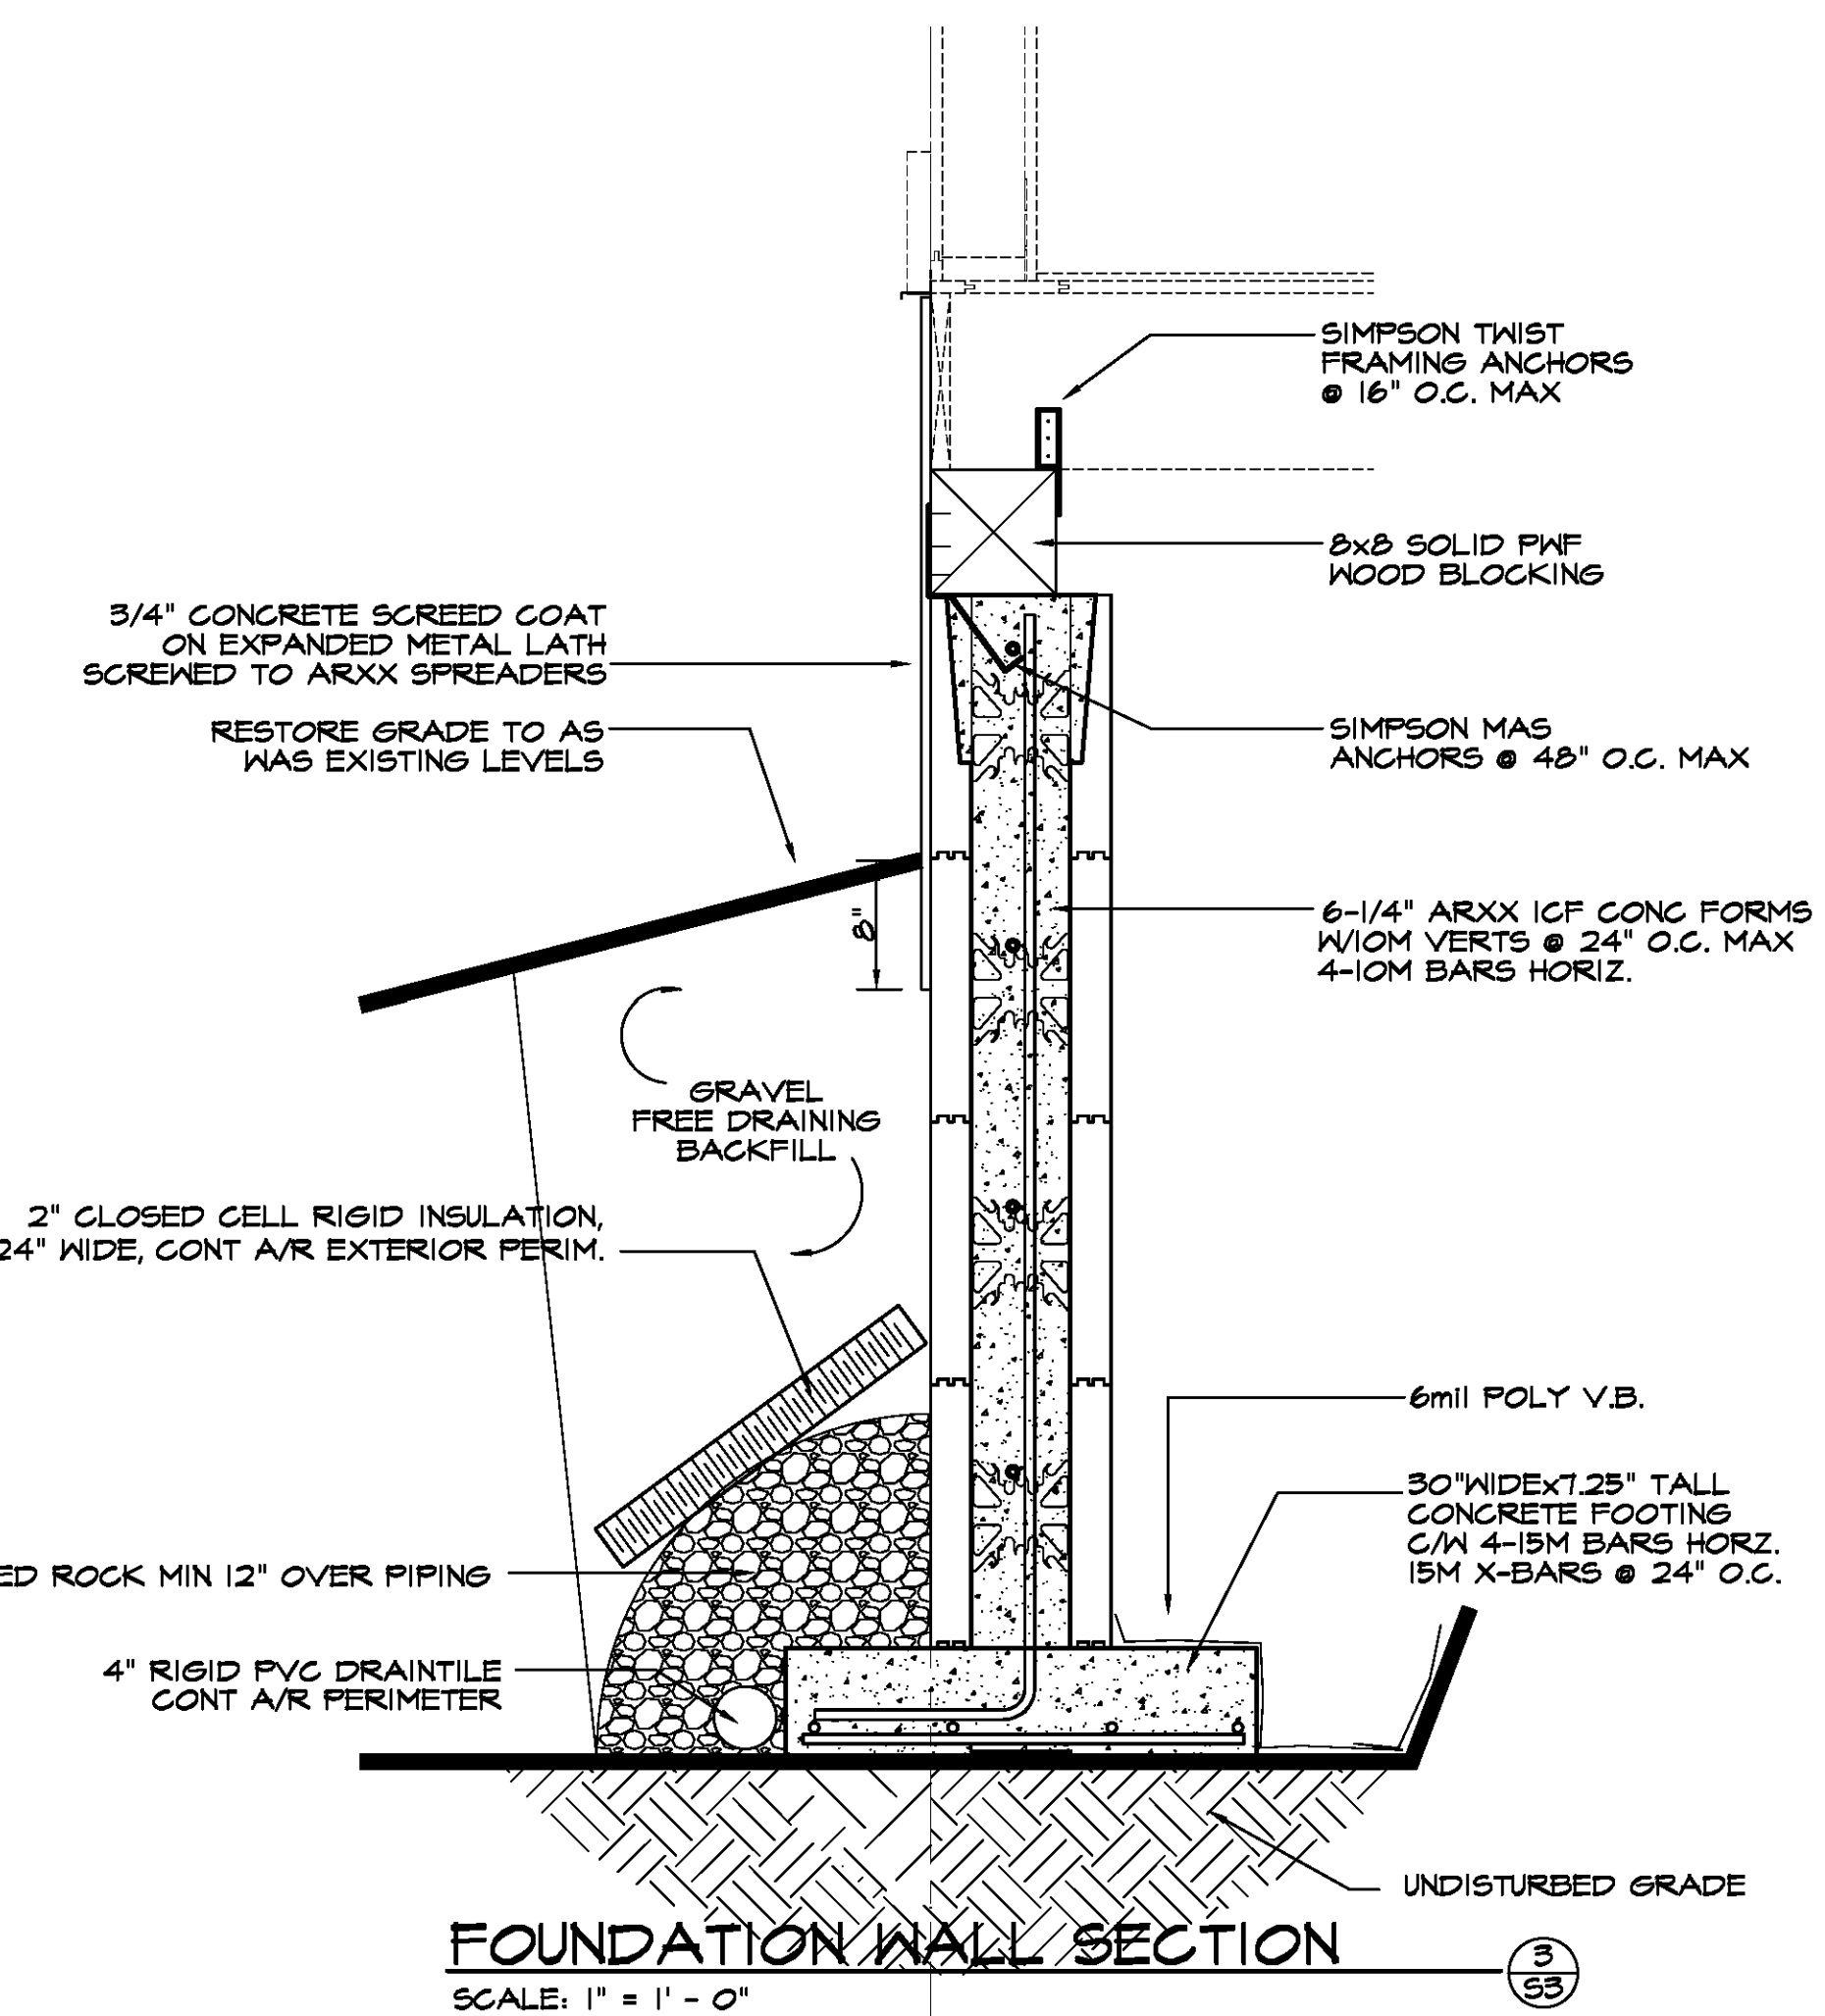 SIMPSON TWIST
FRAMING ANCHORS
@ 16" O.C. MAX
8x8 SOLID PWF
WOOD BLOCKING
3/4" CONCRETE SCREED COAT
ON EXPANDED METAL LATH
SCREWED TO ARXX SPREADERS
RESTORE GRADE TO AS
WAS EXISTING LEVELS
SIMPSON MAS
ANCHORS @ 48" O.C. MAX
8"
6-1/4" ARXX ICF CONC FORMS
W/10M VERTS @ 24" O.C. MAX
4-10M BARS HORIZ.
GRAVEL
FREE DRAINING
BACKFILL
2" CLOSED CELL RIGID INSULATION,
24" WIDE, CONT A/R EXTERIOR PERIM.
6mil POLY V.B.
30"WIDEx7.25" TALL
CONCRETE FOOTING
C/W 4-15M BARS HORZ.
15M X-BARS @ 24" O.C.
ROCK MIN 12" OVER PIPING
4" RIGID PVC DRAINTILE
CONT A/R PERIMETER
UNDISTURBED GRADE
FOUNDATION WALL SECTION
SCALE: 1" = 1' - 0"
3
S3